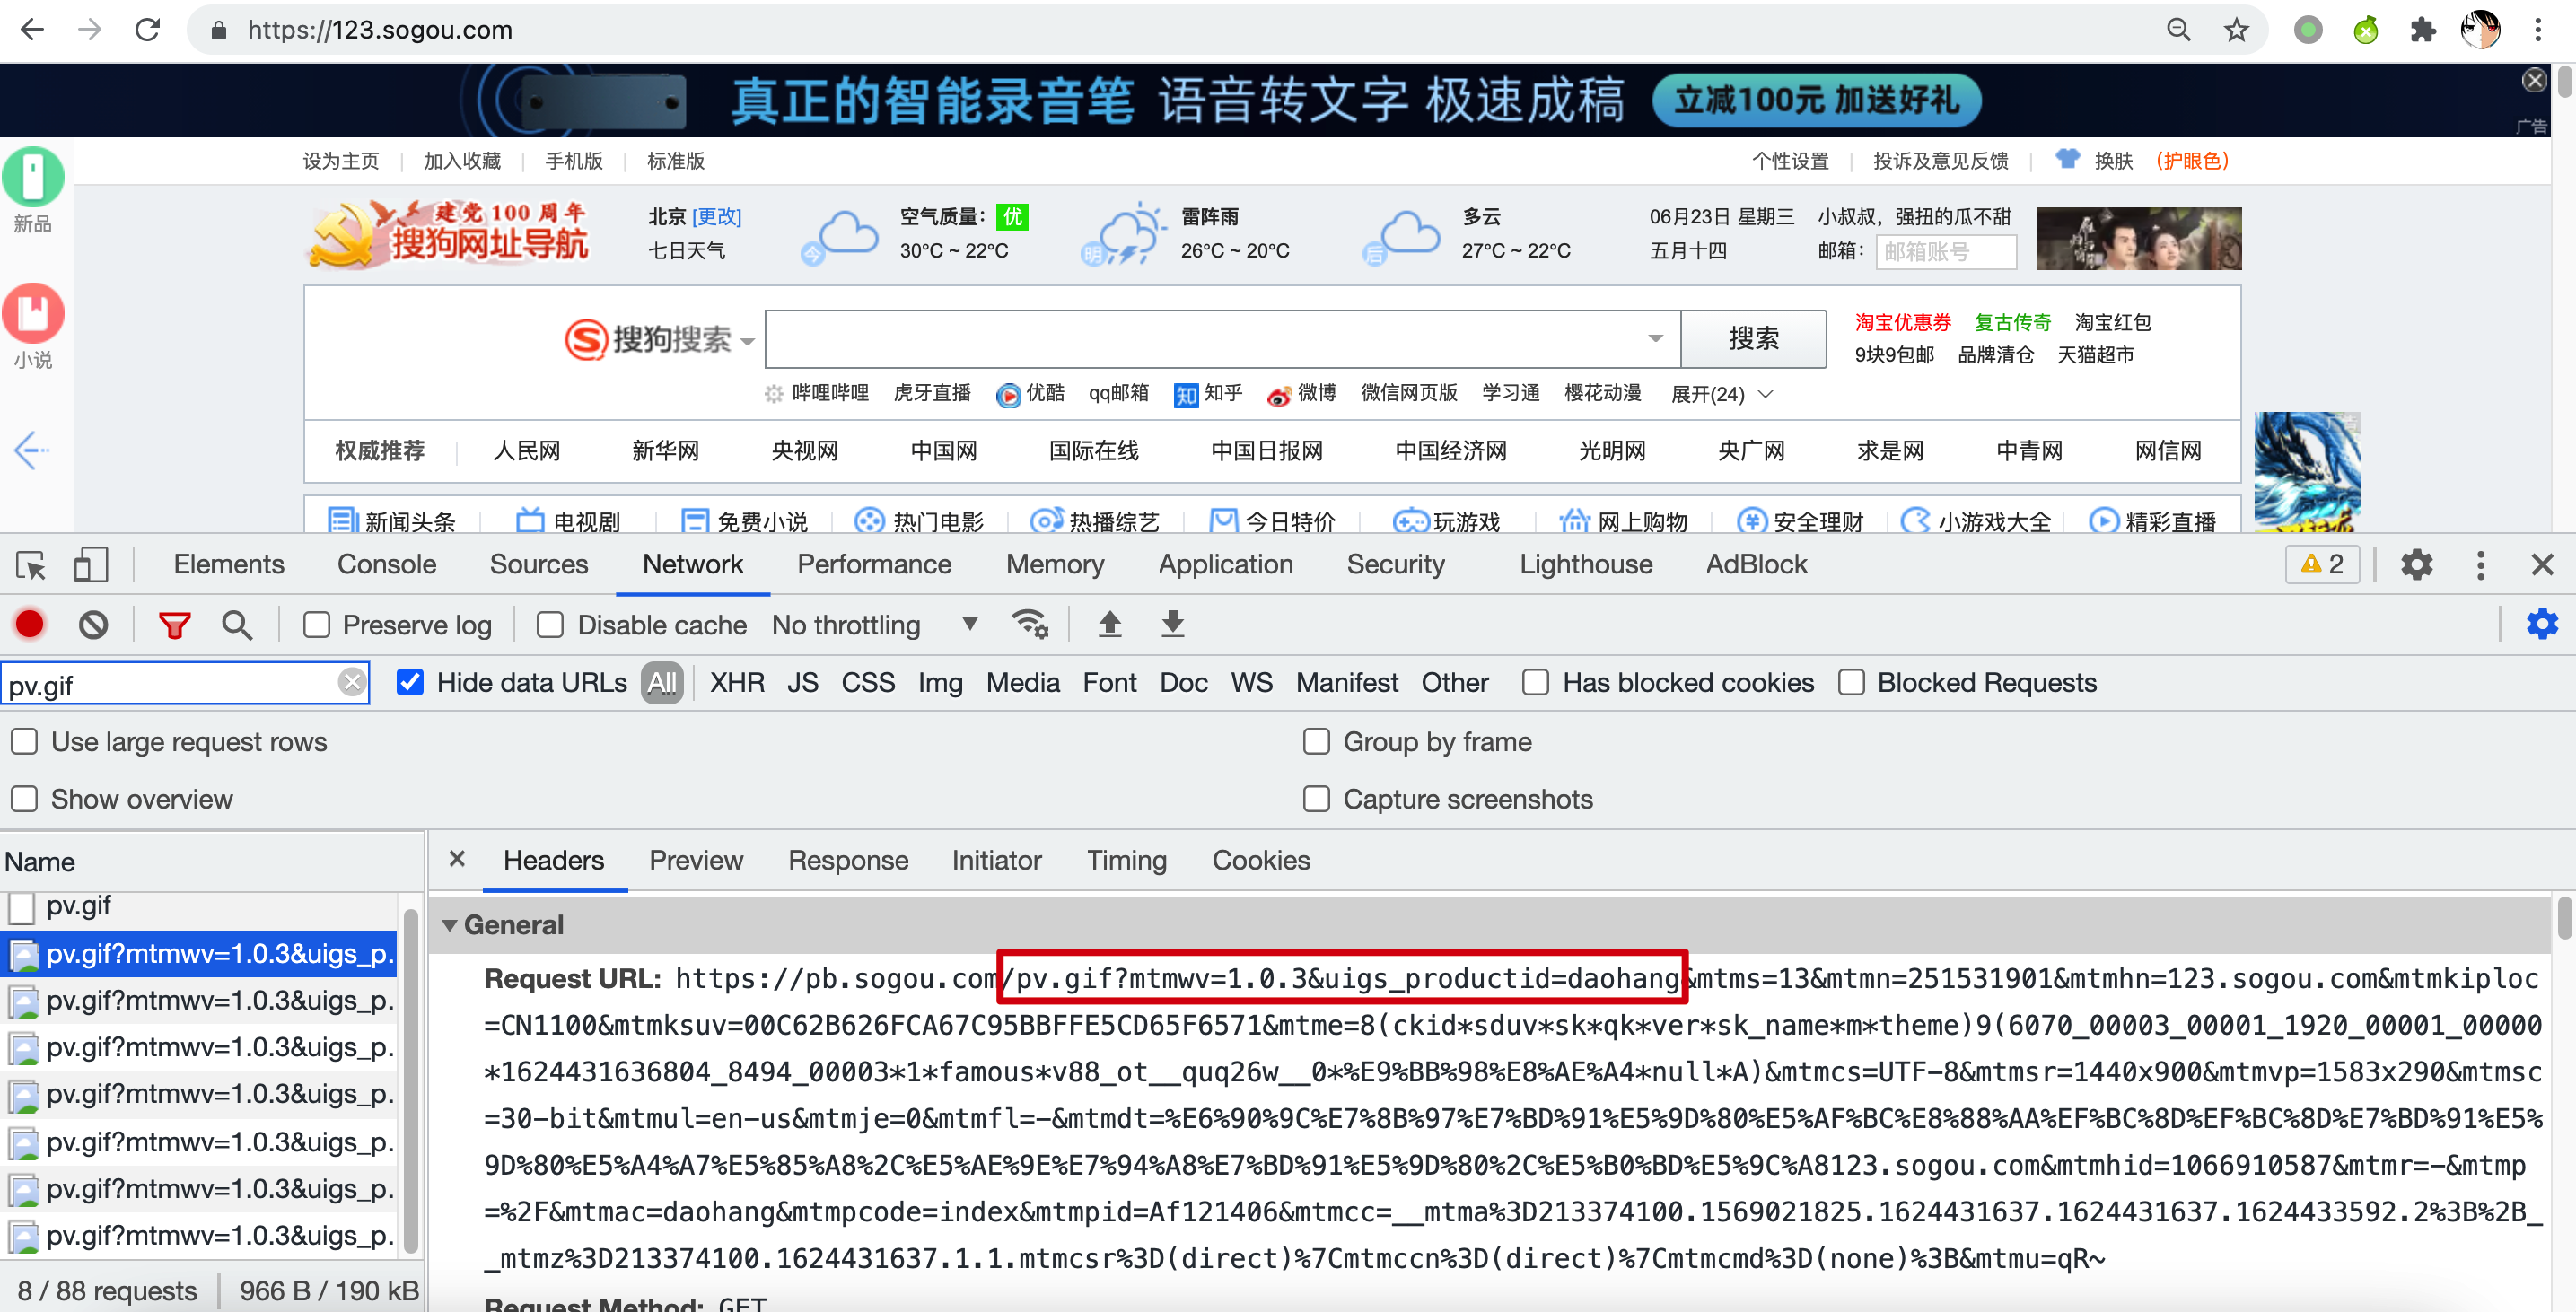 https://123.sogou.com
真正的智能录音笔 语音转文字 极速成稿 立减100元 加送好礼
广告
设为主页 加入收藏 手机版 标准版 个性设置 投诉及意见反馈 换肤 (护眼色)
新品
小说
建党100周年
搜狗网址导航
北京 [更改]
七日天气
今
空气质量：优
30°C ~ 22°C
明
雷阵雨
26°C ~ 20°C
后
多云
27°C ~ 22°C
06月23日 星期三
五月十四
小叔叔，强扭的瓜不甜
邮箱： 邮箱账号
搜狗搜索 搜索
淘宝优惠券 复古传奇 淘宝红包
9块9包邮 品牌清仓 天猫超市
哔哩哔哩 虎牙直播 优酷 qq邮箱 知乎 微博 微信网页版 学习通 樱花动漫 展开(24)
权威推荐 人民网 新华网 央视网 中国网 国际在线 中国日报网 中国经济网 光明网 央广网 求是网 中青网 网信网
新闻头条 电视剧 免费小说 热门电影 热播综艺 今日特价 玩游戏 网上购物 安全理财 小游戏大全 精彩直播
Elements Console Sources Network Performance Memory Application Security Lighthouse AdBlock 2
Preserve log Disable cache No throttling
pv.gif Hide data URLs All XHR JS CSS Img Media Font Doc WS Manifest Other Has blocked cookies Blocked Requests
Use large request rows Group by frame
Show overview Capture screenshots
Name
pv.gif
pv.gif?mtmwv=1.0.3&uigs_p.
pv.gif?mtmwv=1.0.3&uigs_p.
pv.gif?mtmwv=1.0.3&uigs_p.
pv.gif?mtmwv=1.0.3&uigs_p.
pv.gif?mtmwv=1.0.3&uigs_p.
pv.gif?mtmwv=1.0.3&uigs_p.
pv.gif?mtmwv=1.0.3&uigs_p.
8 / 88 requests 966 B / 190 kB
Headers Preview Response Initiator Timing Cookies
General
Request URL: https://pb.sogou.com/pv.gif?mtmwv=1.0.3&uigs_productid=daohang&mtms=13&mtmn=251531901&mtmhn=123.sogou.com&mtmkiploc
=CN1100&mtmksuv=00C62B626FCA67C95BBFFE5CD65F6571&mtme=8(ckid*sduv*sk*qk*ver*sk_name*m*theme)9(6070_00003_00001_1920_00001_00000
*1624431636804_8494_00003*1*famous*v88_ot__quq26w__0*%E9%BB%98%E8%AE%A4*null*A)&mtmcs=UTF-8&mtmsr=1440x900&mtmvp=1583x290&mtmsc
=30-bit&mtmul=en-us&mtmje=0&mtmfl=-&mtmdt=%E6%90%9C%E7%8B%97%E7%BD%91%E5%9D%80%E5%AF%BC%E8%88%AA%EF%BC%8D%EF%BC%8D%E7%BD%91%E5%
9D%80%E5%A4%A7%E5%85%A8%2C%E5%AE%9E%E7%94%A8%E7%BD%91%E5%9D%80%2C%E5%B0%BD%E5%9C%A8123.sogou.com&mtmhid=1066910587&mtmr=-&mtmp
=%2F&mtmac=daohang&mtmpcode=index&mtmpid=Af121406&mtmcc=__mtma%3D213374100.1569021825.1624431637.1624431637.1624433592.2%3B%2B_
_mtmz%3D213374100.1624431637.1.1.mtmcsr%3D(direct)%7Cmtmccn%3D(direct)%7Cmtmcmd%3D(none)%3B&mtmu=qR~
Request Method: GET